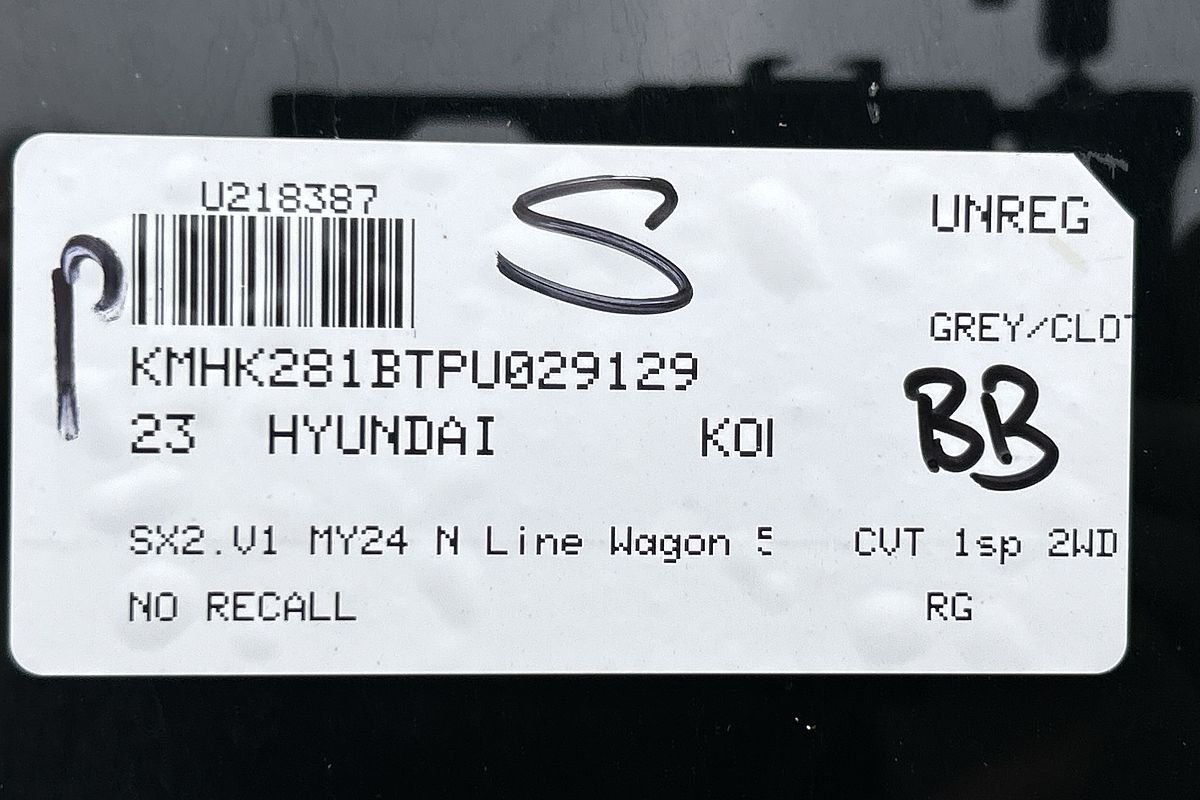 U218387
S
UNREG
P
GREY/CLOT
KMHK281BTPU029129
BB
23 HYUNDAI KO
SX2.V1 MY24 N Line Wagon 5 CVT 1sp 2WD
NO RECALL RG